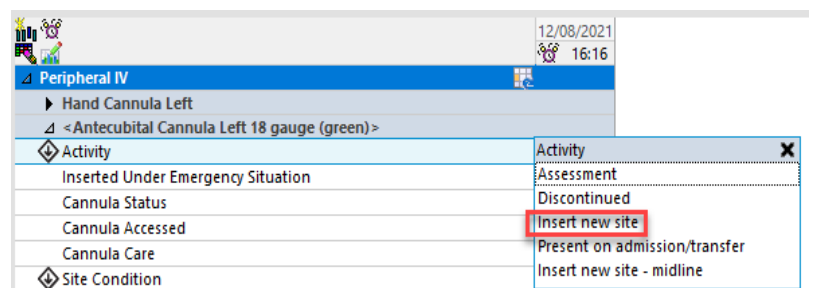 12/08/2021
16:16
Peripheral IV
Hand Cannula Left
<Antecubital Cannula Left 18 gauge (green)>
Activity
Inserted Under Emergency Situation
Cannula Status
Cannula Accessed
Cannula Care
Site Condition
Activity
Assessment
Discontinued
Insert new site
Present on admission/transfer
Insert new site - midline